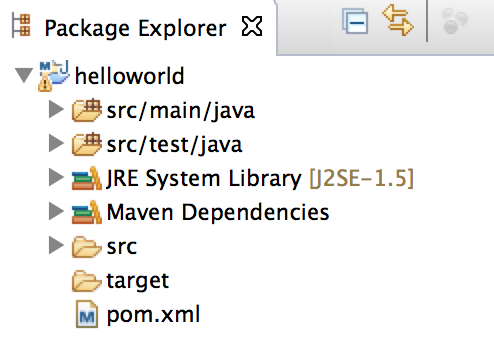 Package Explorer
helloworld
src/main/java
src/test/java
JRE System Library [J2SE-1.5]
Maven Dependencies
src
target
pom.xml